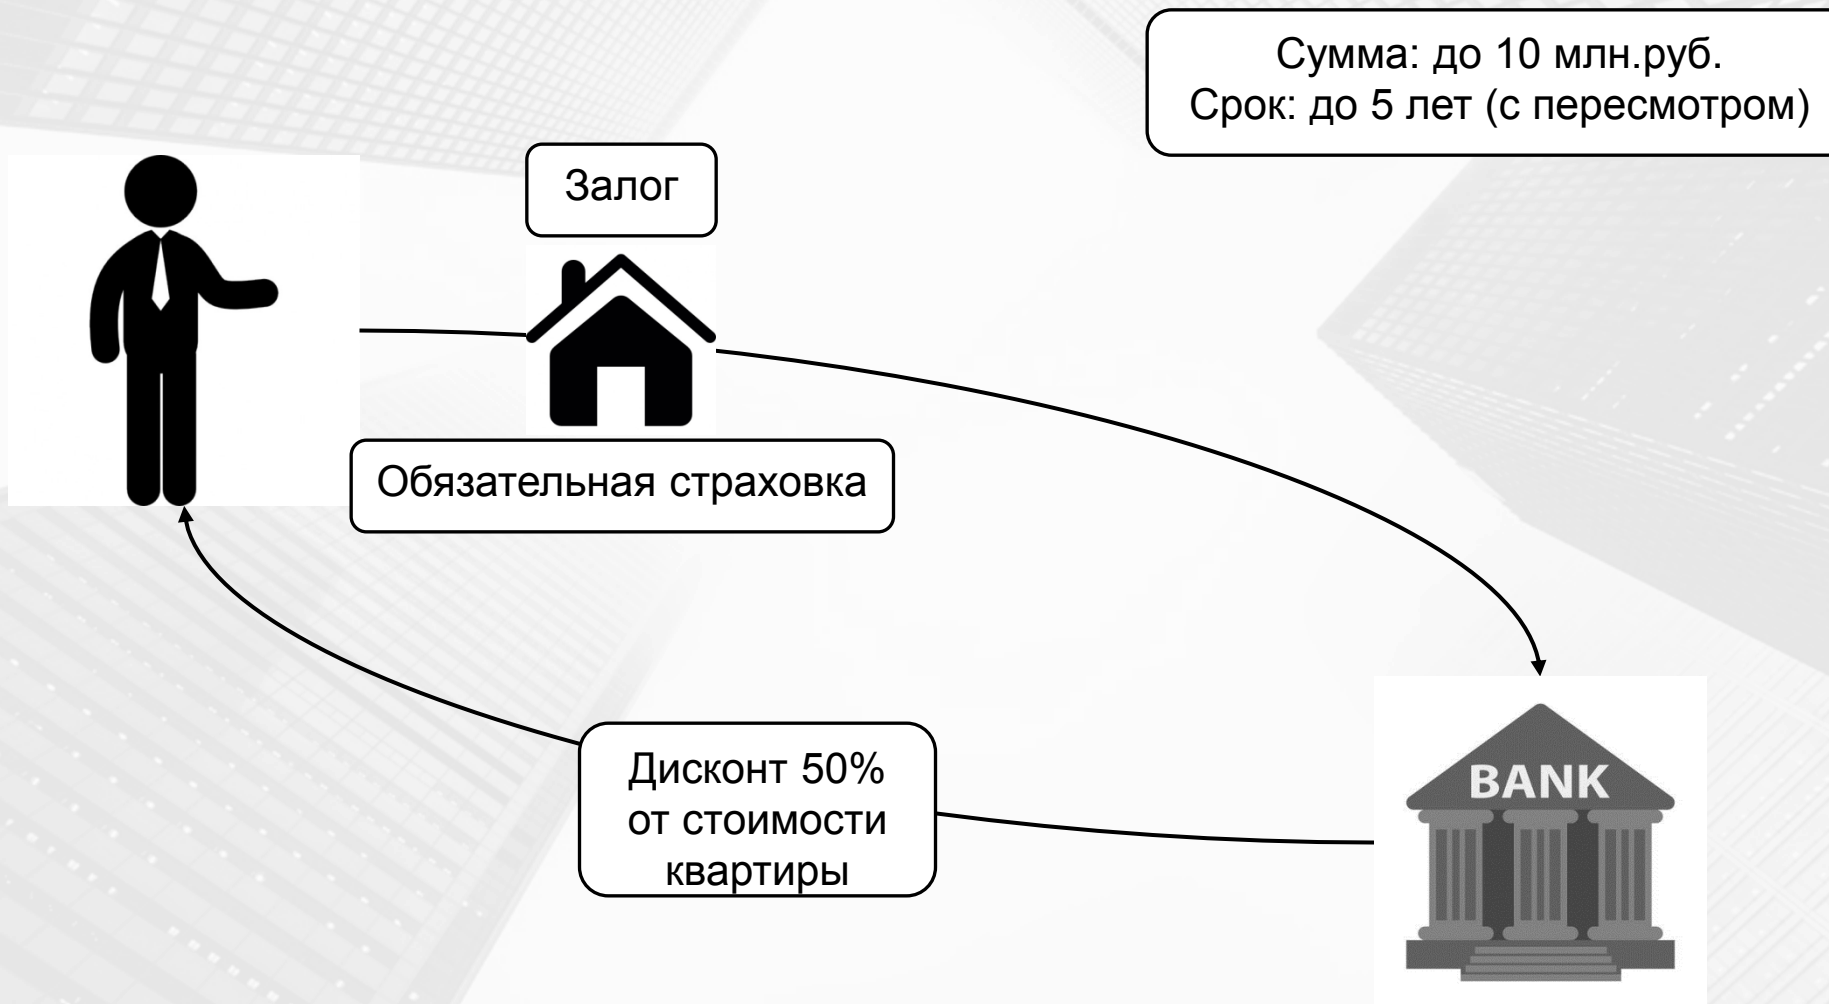 Сумма: до 10 млн.руб.
Срок: до 5 лет (с пересмотром)
Залог
Обязательная страховка
Дисконт 50%
от стоимости
квартиры
BANK